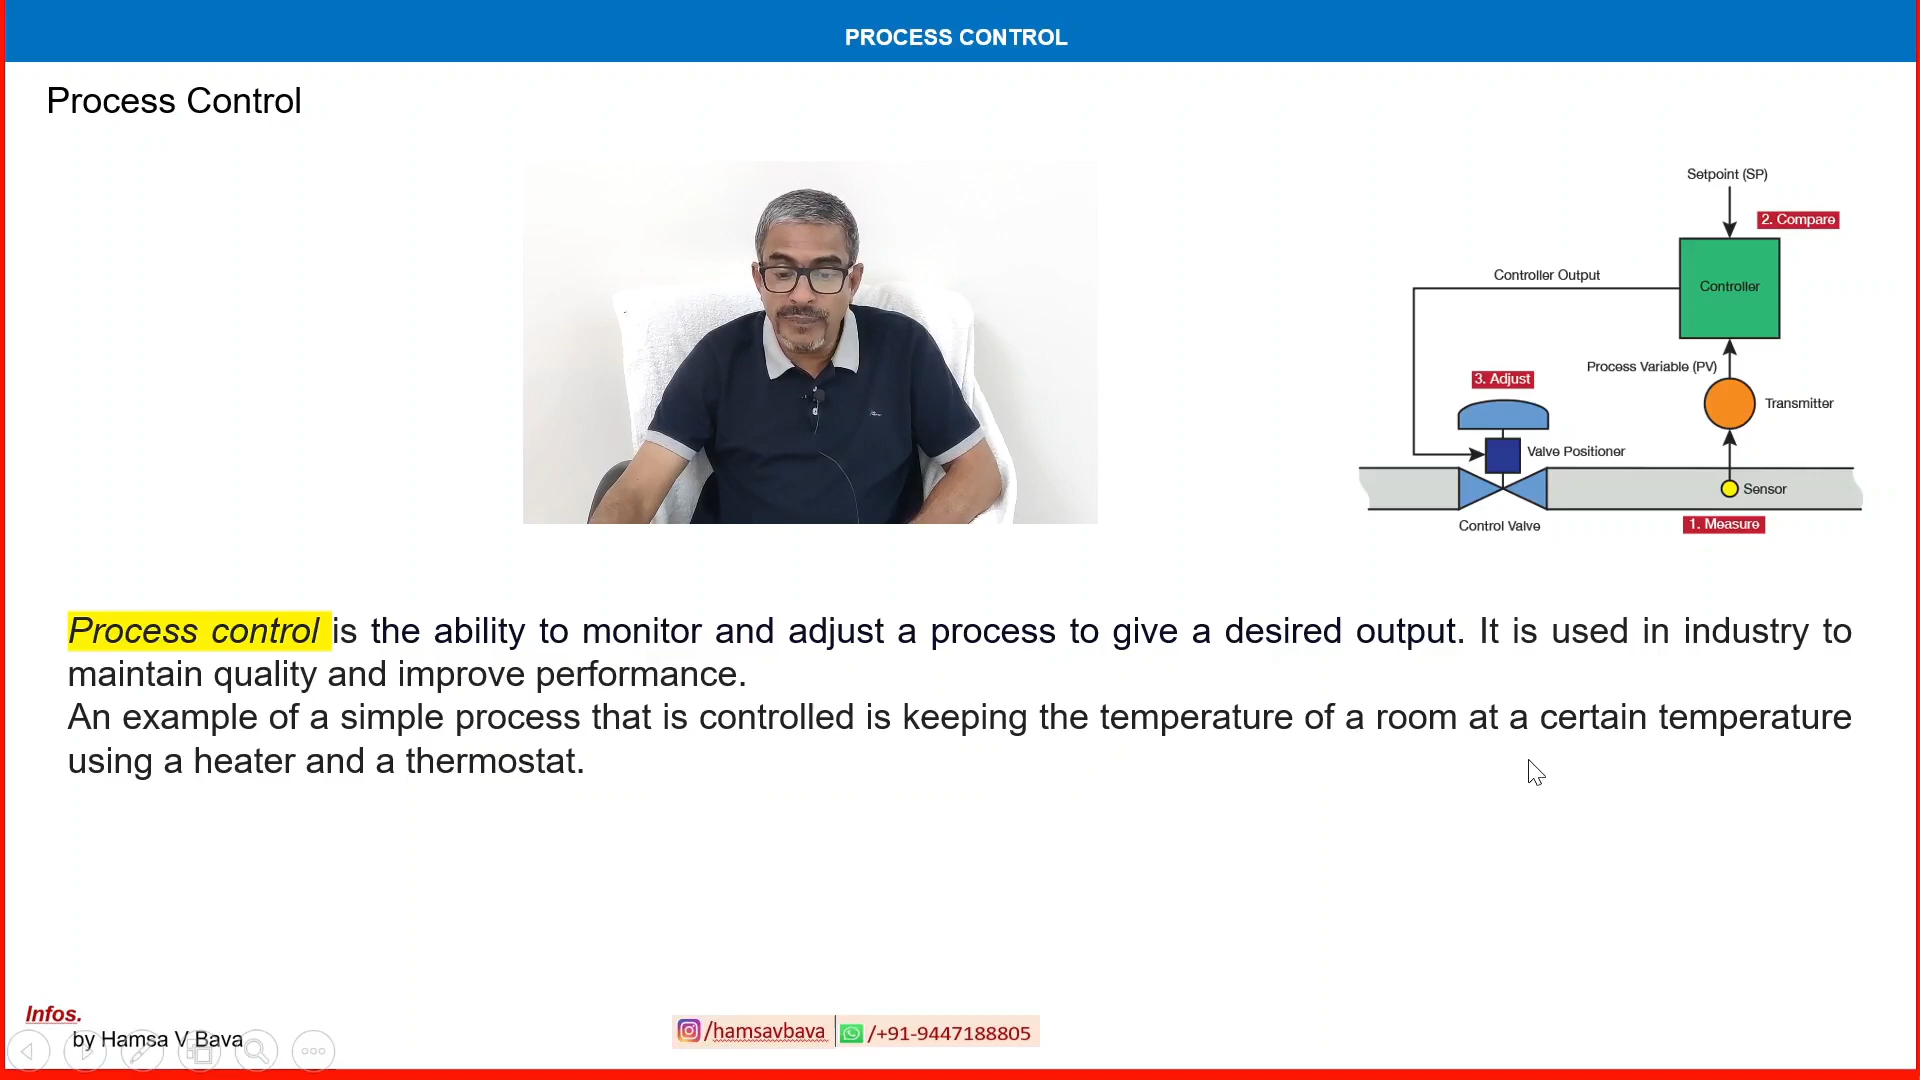 PROCESS CONTROL
Process Control
Setpoint (SP)
2. Compare
Controller Output
Controller
Process Variable (PV)
3. Adjust
Transmitter
Valve Positioner
Sensor
1. Measure
Control Valve
Process control is the ability to monitor and adjust a process to give a desired output. It is used in industry to
maintain quality and improve performance.
An example of a simple process that is controlled is keeping the temperature of a room at a certain temperature
using a heater and a thermostat.
Infos.
by Hamsa V Bava
/hamsavbava
/+91-9447188805